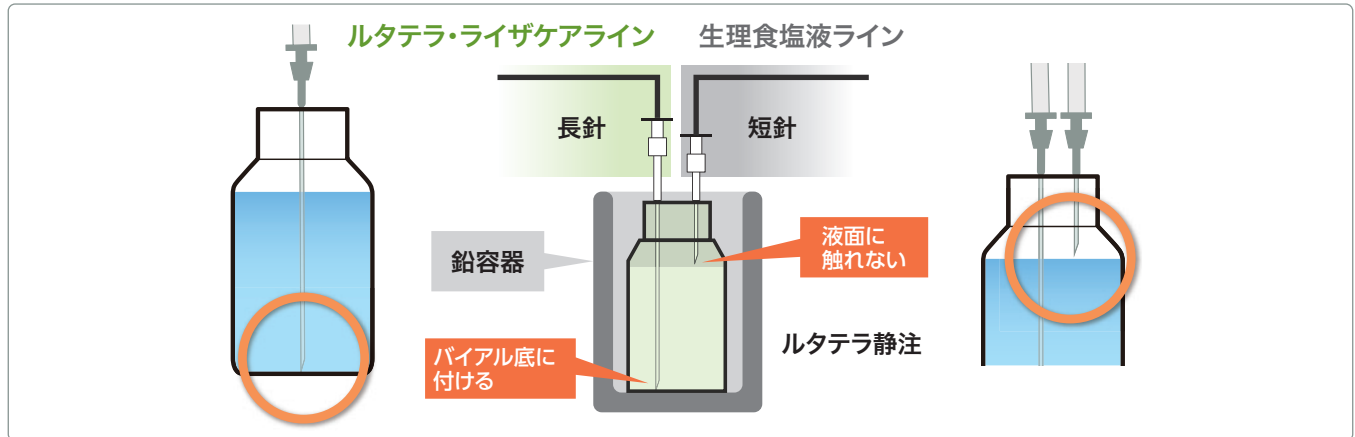 ルタテラ・ライザケアライン
生理食塩液ライン
長針
短針
鉛容器
液面に
触れない
バイアル底に
付ける
ルタテラ静注